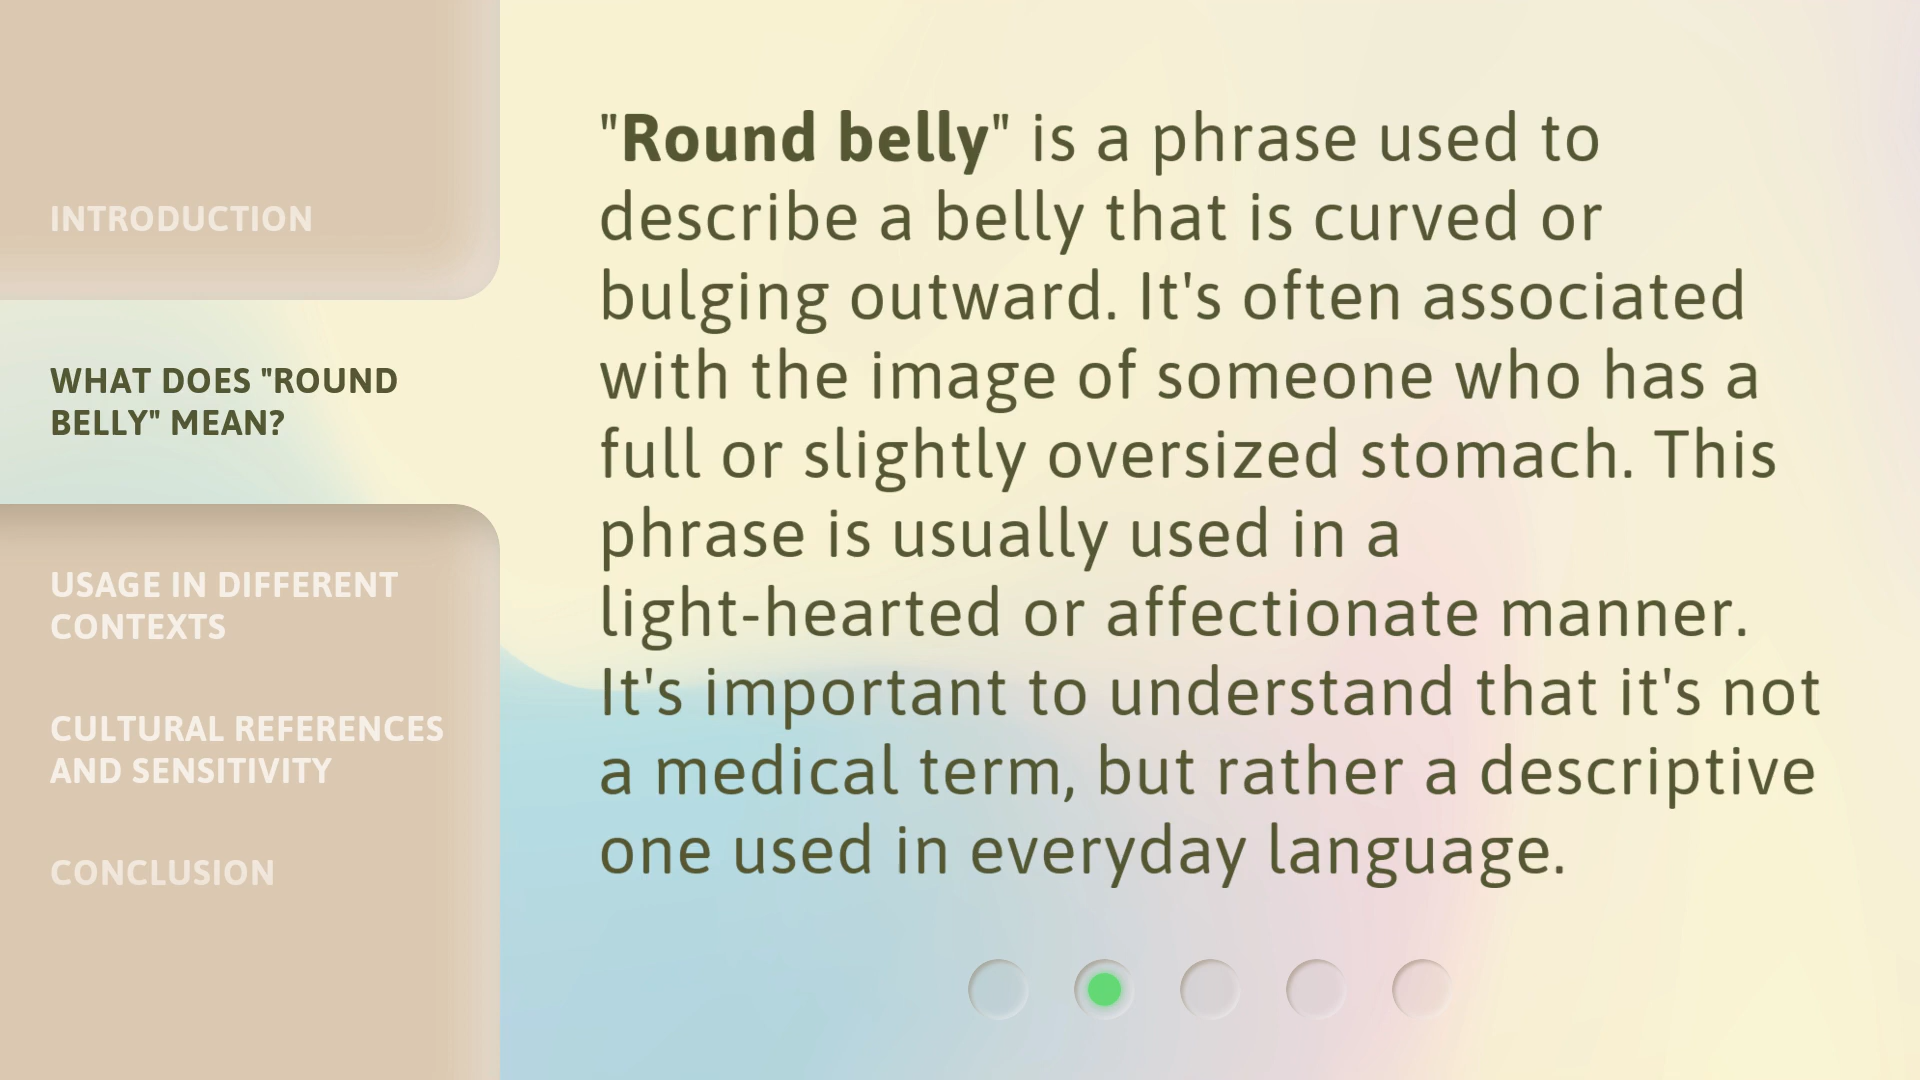 INTRODUCTION
WHAT DOES "ROUND
BELLY" MEAN?
USAGE IN DIFFERENT
CONTEXTS
CULTURAL REFERENCES
AND SENSITIVITY
CONCLUSION
"Round belly" is a phrase used to
describe a belly that is curved or
bulging outward. It's often associated
with the image of someone who has a
full or slightly oversized stomach. This
phrase is usually used in a
light-hearted or affectionate manner.
It's important to understand that it's not
a medical term, but rather a descriptive
one used in everyday language.